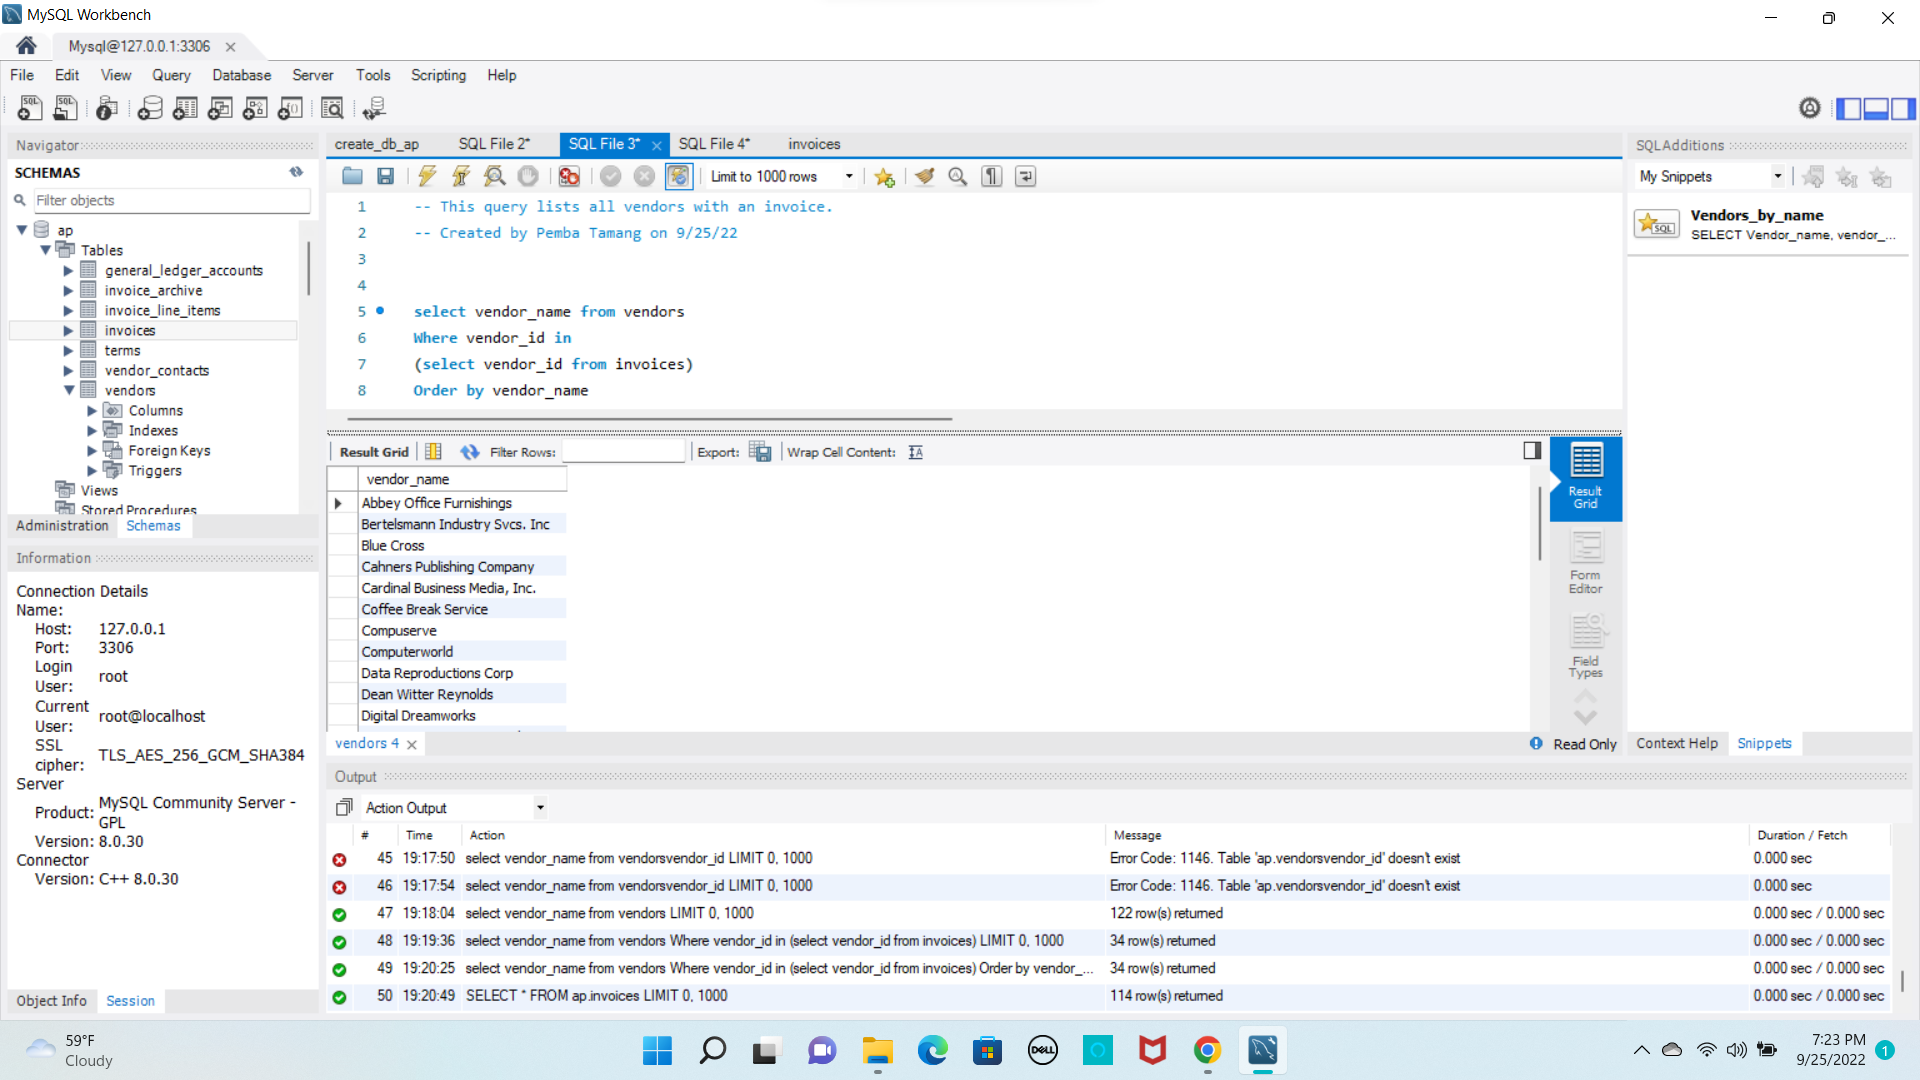 MySQL Workbench
Mysql@127.0.0.1:3306
File Edit View Query Database Server Tools Scripting Help
Navigator
SCHEMAS
Filter objects
ap
Tables
general_ledger_accounts
invoice_archive
invoice_line_items
invoices
terms
vendor_contacts
vendors
Columns
Indexes
Foreign Keys
Triggers
Views
Stored Procedures
Administration Schemas
Information
Connection Details
Name:
Host: 127.0.0.1
Port: 3306
Login User: root
Current User: root@localhost
SSL cipher: TLS_AES_256_GCM_SHA384
Server
Product: MySQL Community Server - GPL
Version: 8.0.30
Connector
Version: C++ 8.0.30
Object Info Session
create_db_ap SQL File 2* SQL File 3* SQL File 4* invoices
Limit to 1000 rows
1 -- This query lists all vendors with an invoice.
2 -- Created by Pemba Tamang on 9/25/22
3
4
5 select vendor_name from vendors
6 Where vendor_id in
7 (select vendor_id from invoices)
8 Order by vendor_name
Result Grid Filter Rows: Export: Wrap Cell Content:
vendor_name
Abbey Office Furnishings
Bertelsmann Industry Svcs. Inc
Blue Cross
Cahners Publishing Company
Cardinal Business Media, Inc.
Coffee Break Service
Compuserve
Computerworld
Data Reproductions Corp
Dean Witter Reynolds
Digital Dreamworks
Result Grid
Form Editor
Field Types
vendors 4
Read Only
SQLAdditions
My Snippets
Vendors_by_name
SELECT Vendor_name, vendor_...
Context Help Snippets
Output
Action Output
# Time Action Message Duration / Fetch
45 19:17:50 select vendor_name from vendorsvendor_id LIMIT 0, 1000 Error Code: 1146. Table 'ap.vendorsvendor_id' doesn't exist 0.000 sec
46 19:17:54 select vendor_name from vendorsvendor_id LIMIT 0, 1000 Error Code: 1146. Table 'ap.vendorsvendor_id' doesn't exist 0.000 sec
47 19:18:04 select vendor_name from vendors LIMIT 0, 1000 122 row(s) returned 0.000 sec / 0.000 sec
48 19:19:36 select vendor_name from vendors Where vendor_id in (select vendor_id from invoices) LIMIT 0, 1000 34 row(s) returned 0.000 sec / 0.000 sec
49 19:20:25 select vendor_name from vendors Where vendor_id in (select vendor_id from invoices) Order by vendor_... 34 row(s) returned 0.000 sec / 0.000 sec
50 19:20:49 SELECT * FROM ap.invoices LIMIT 0, 1000 114 row(s) returned 0.000 sec / 0.000 sec
59°F
Cloudy
DELL
7:23 PM
9/25/2022
1